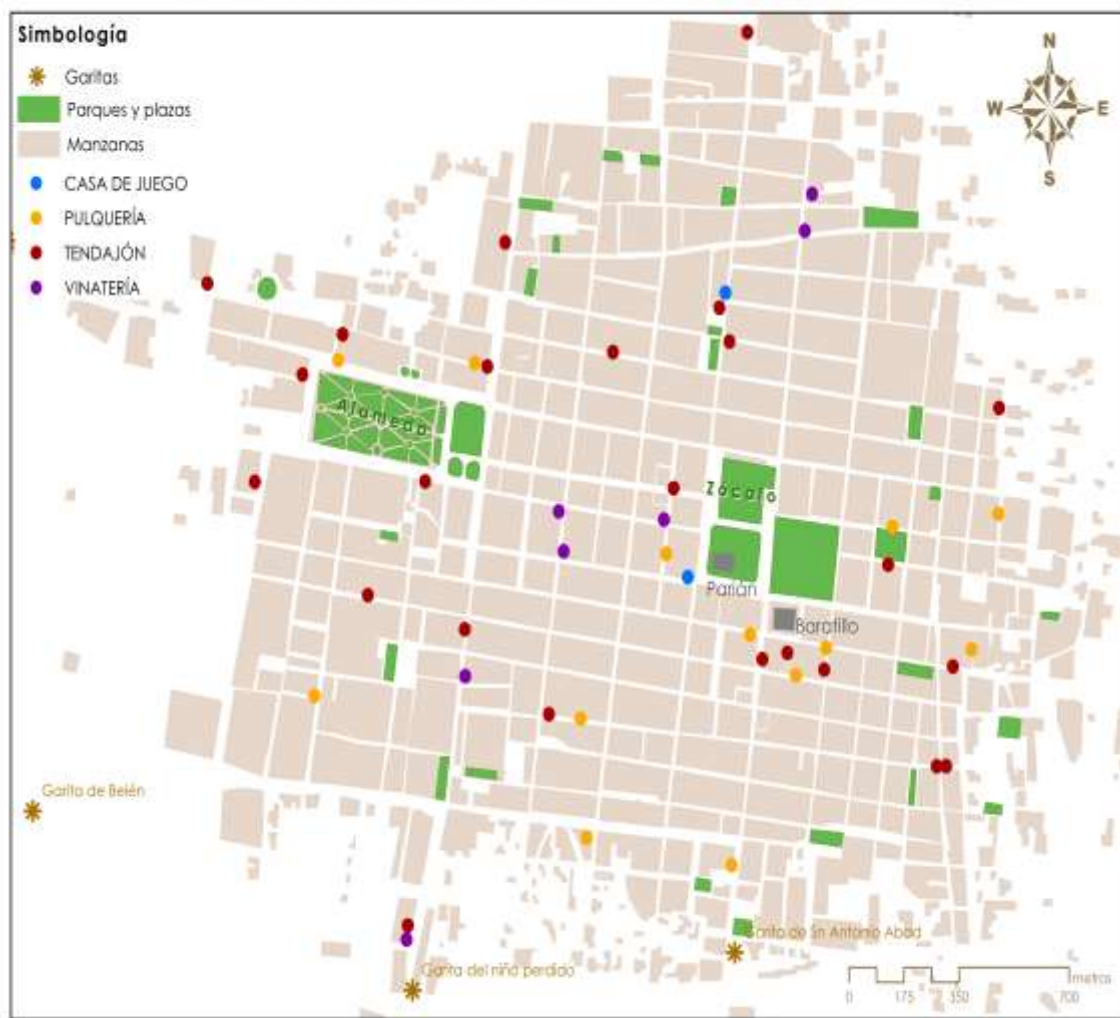 Simbología
Garitas
Parques y plazas
Manzanas
CASA DE JUEGO
PULQUERÍA
TENDAJÓN
VINATERÍA
N
W E
S
Alameda
Zócalo
Parián
Baratillo
Garita de Belén
Garita de Sn Antonio Abad
Garita del niño perdido
metros
0 175 350 700